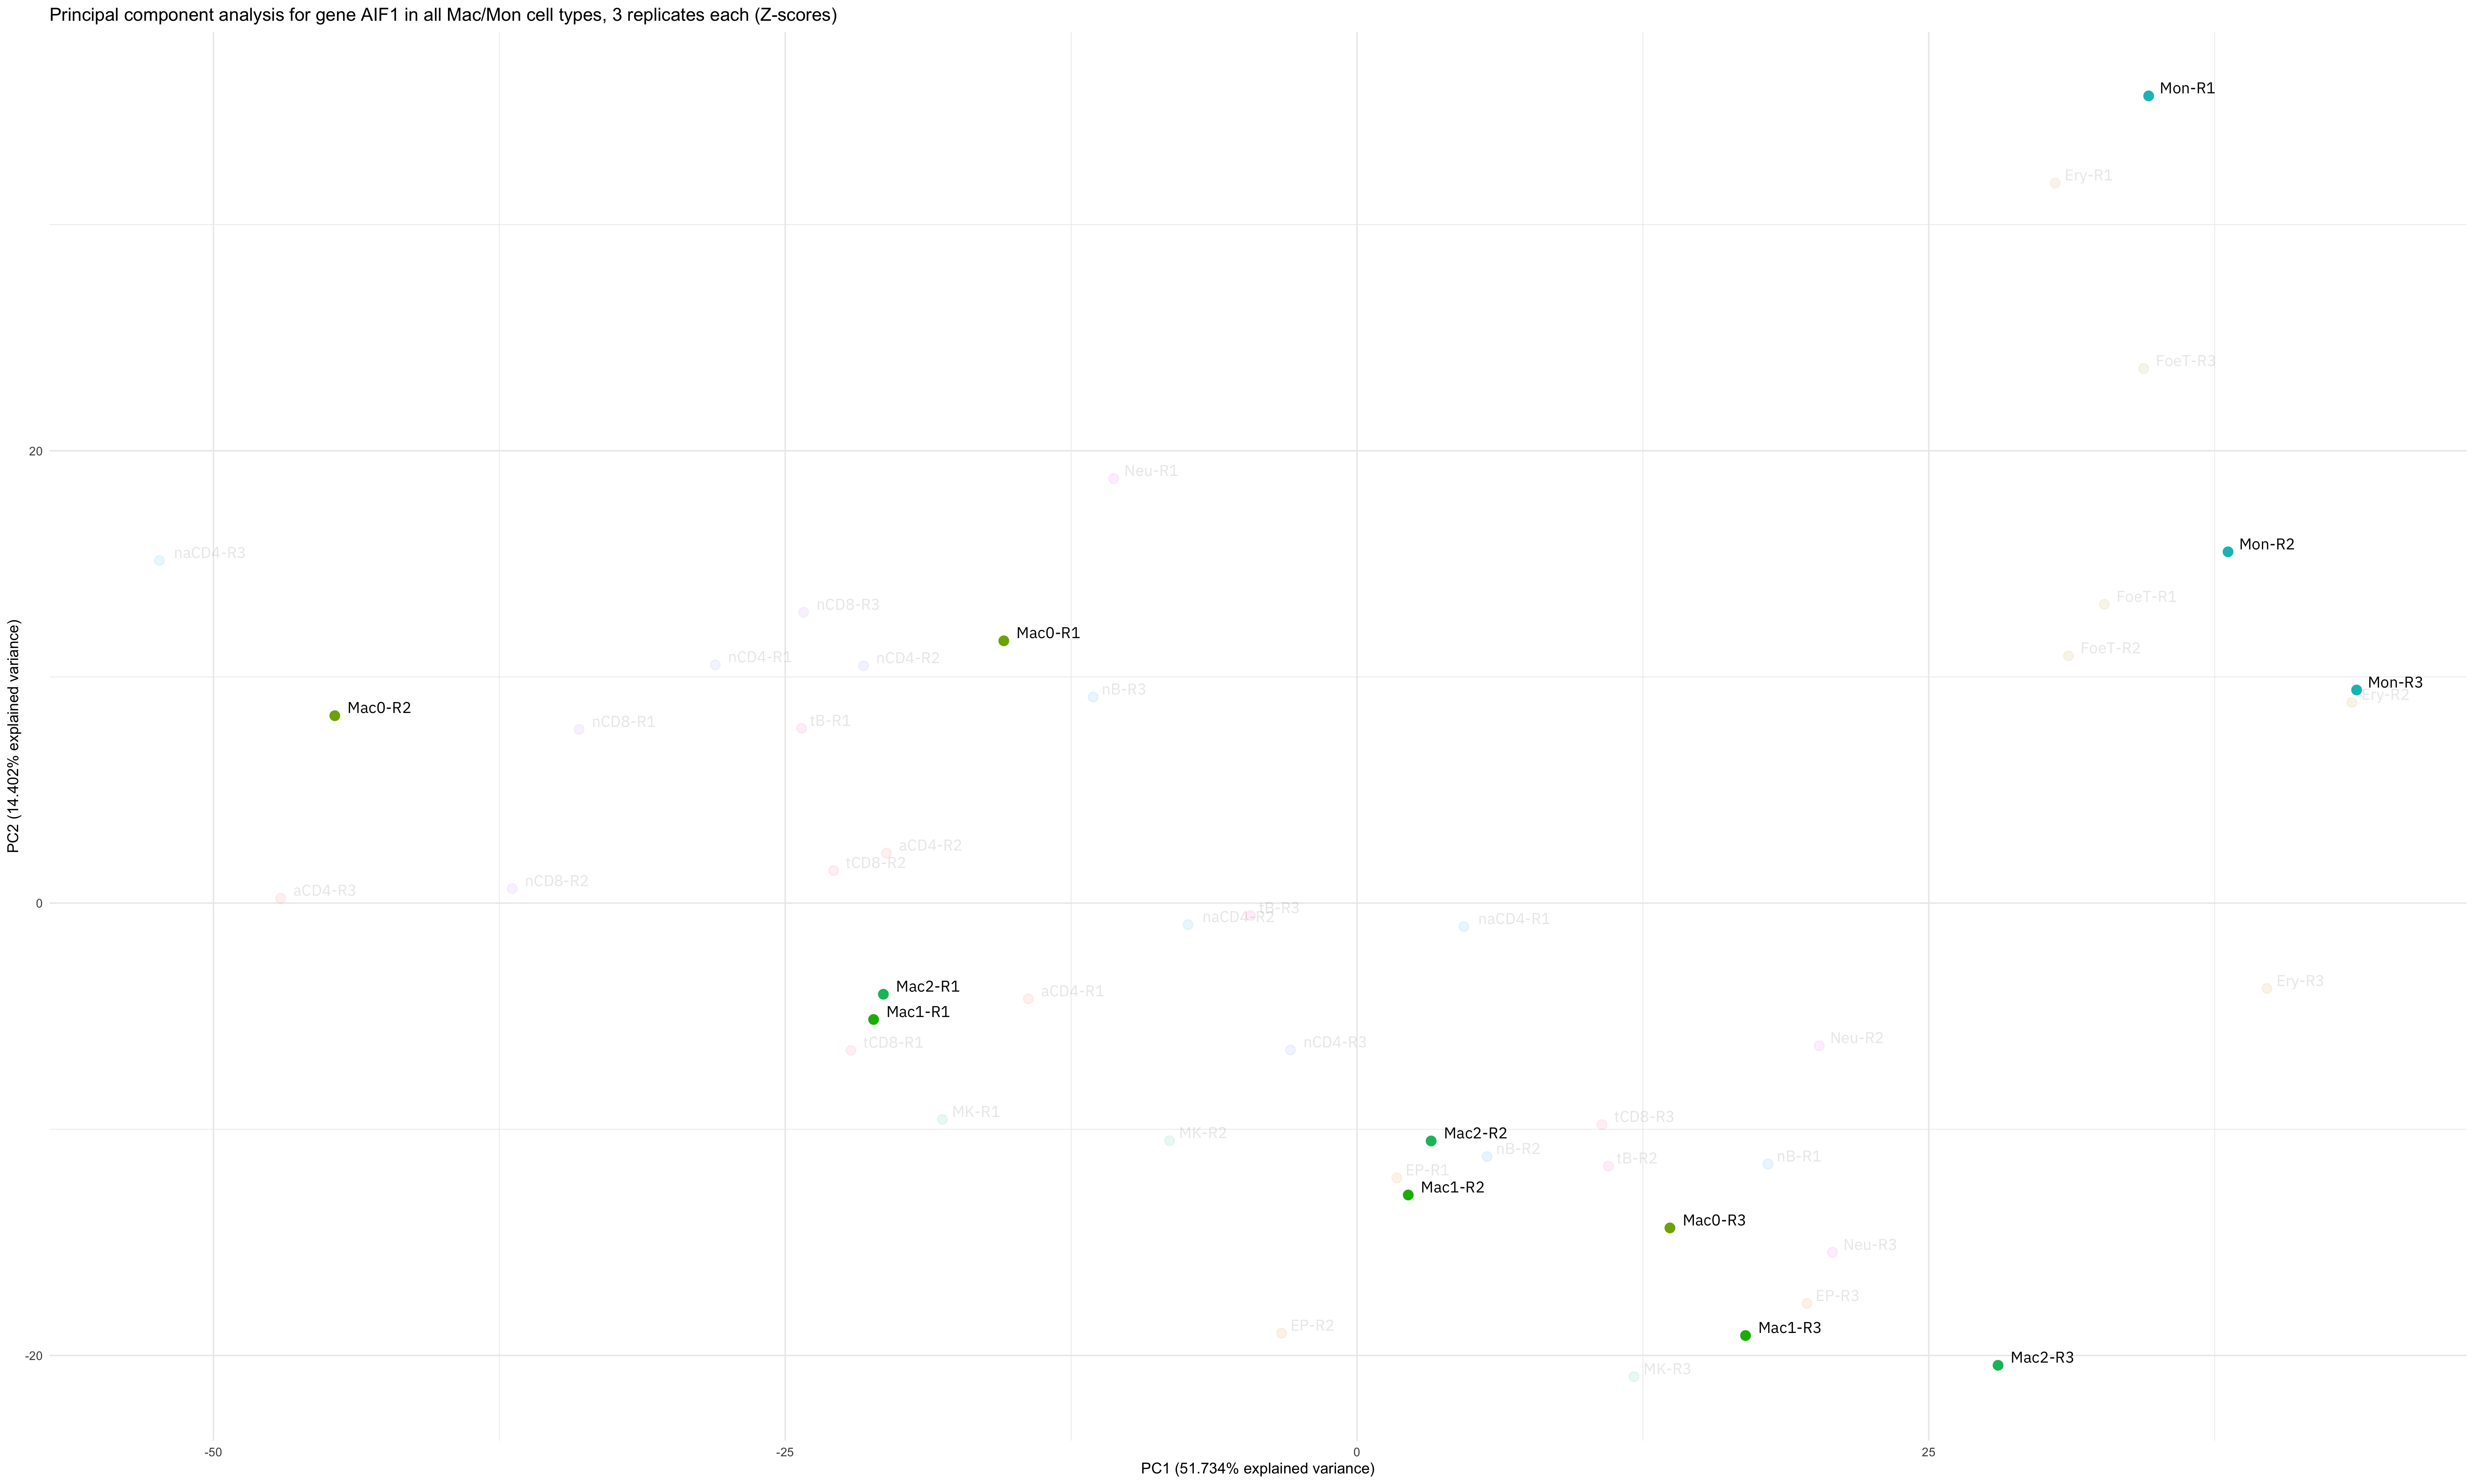 Principal component analysis for gene AIF1 in all Mac/Mon cell types, 3 replicates each (Z-scores)
Mon-R1
Ery-R1
FoeT-R3
20
Neu-R1
Mon-R2
naCD4-R3
FoeT-R1
nCD8-R3
Mac0-R1
FoeT-R2
nCD4-R1
nCD4-R2
Mon-R3
nB-R3
Ery-R2
Mac0-R2
nCD8-R1
tB-R1
PC2 (14.402% explained variance)
aCD4-R2
tCD8-R2
nCD8-R2
aCD4-R3
0
tB-R3
naCD4-R2
naCD4-R1
Ery-R3
Mac2-R1
aCD4-R1
Mac1-R1
Neu-R2
tCD8-R1
nCD4-R3
MK-R1
tCD8-R3
MK-R2
Mac2-R2
nB-R2
nB-R1
tB-R2
EP-R1
Mac1-R2
Mac0-R3
Neu-R3
EP-R3
EP-R2
Mac1-R3
-20
Mac2-R3
MK-R3
-50
-25
0
25
PC1 (51.734% explained variance)